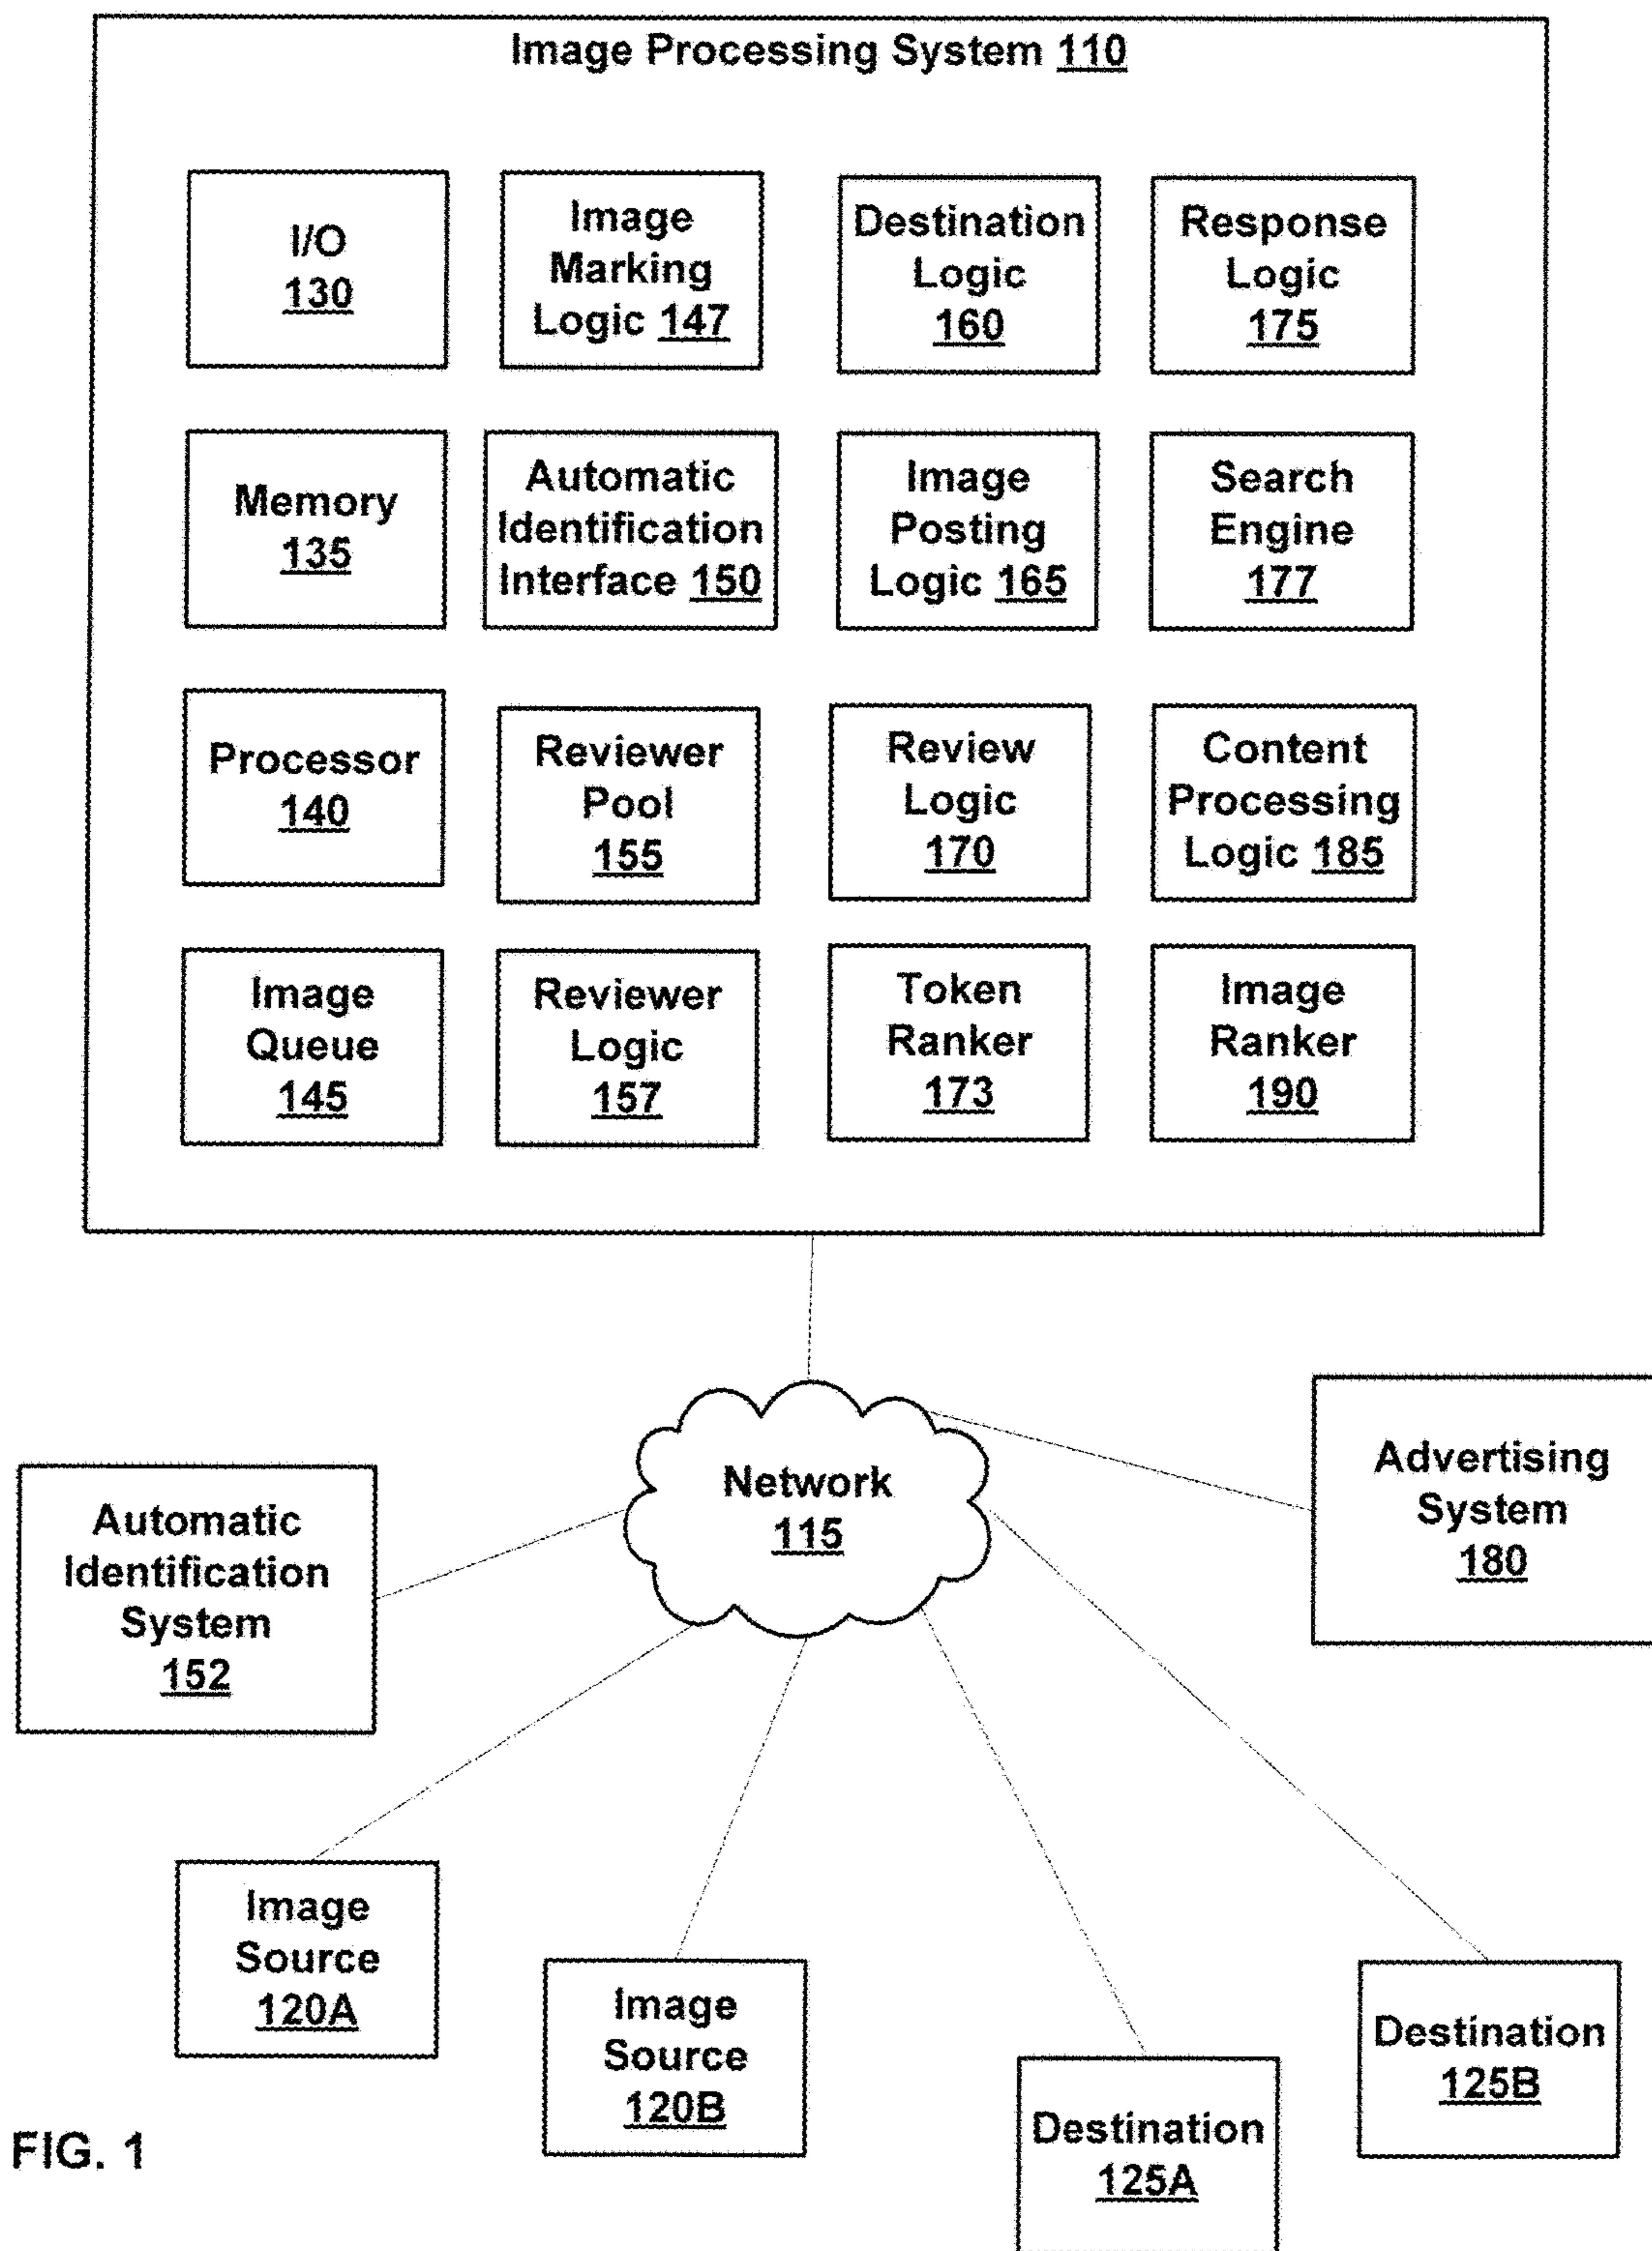 Image Processing System 110
I/O
130
Image
Marking
Logic 147
Destination
Logic
160
Response
Logic
175
Memory
135
Automatic
Identification
Interface 150
Image
Posting
Logic 165
Search
Engine
177
Processor
140
Reviewer
Pool
155
Review
Logic
170
Content
Processing
Logic 185
Image
Queue
145
Reviewer
Logic
157
Token
Ranker
173
Image
Ranker
190
Network
115
Advertising
System
180
Automatic
Identification
System
152
Image
Source
120A
Image
Source
120B
Destination
125B
Destination
125A
FIG. 1